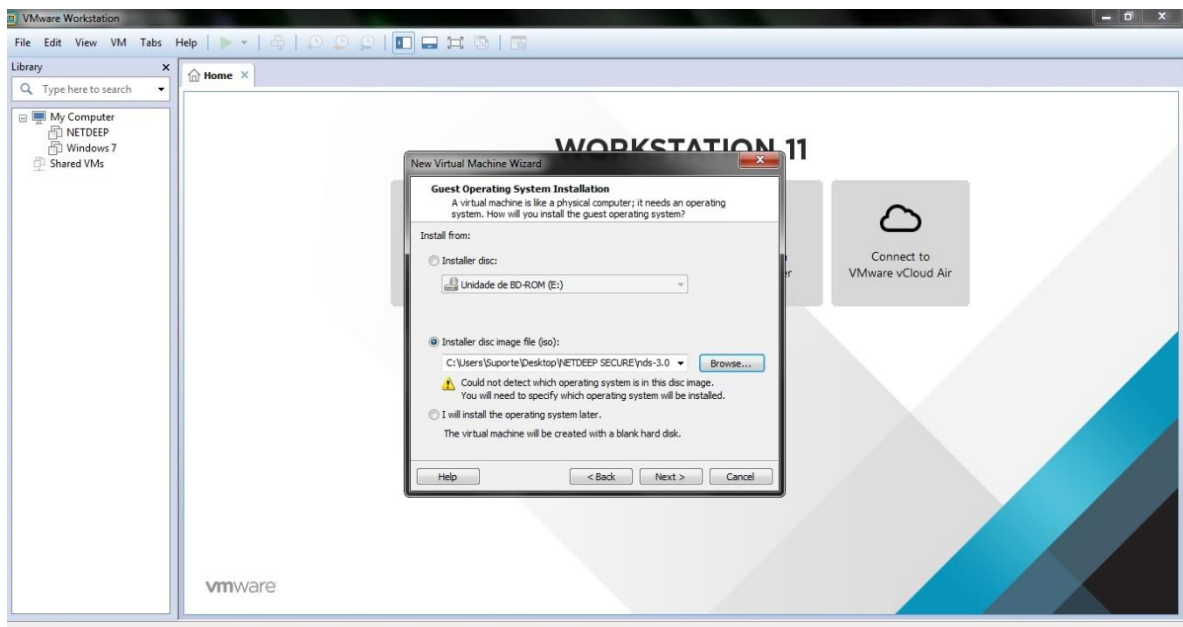 VMware Workstation
File Edit View VM Tabs Help
Library
Type here to search
My Computer
NETDEEP
Windows 7
Shared VMs
Home
WORKSTATION 11
New Virtual Machine Wizard
Guest Operating System Installation
A virtual machine is like a physical computer; it needs an operating
system. How will you install the guest operating system?
Install from:
Installer disc:
Unidade de BD-ROM (E:)
Installer disc image file (iso):
C:\Users\Suporte\Desktop\NETDEEP SECURE\nds-3.0
Browse...
Could not detect which operating system is in this disc image.
You will need to specify which operating system will be installed.
I will install the operating system later.
The virtual machine will be created with a blank hard disk.
Help
< Back
Next >
Cancel
Connect to
VMware vCloud Air
vmware